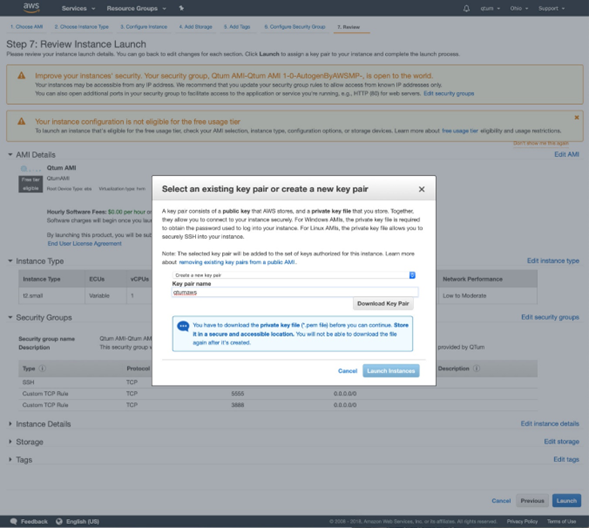 aws Services Resource Groups qtum Ohio Support
1. Choose AMI 2. Choose Instance Type 3. Configure Instance 4. Add Storage 5. Add Tags 6. Configure Security Group 7. Review
Step 7: Review Instance Launch
Please review your instance launch details. You can go back to edit changes for each section. Click Launch to assign a key pair to your instance and complete the launch process.
Improve your instances' security. Your security group, Qtum AMI-Qtum AMI 1-0-AutogenByAWSMP-, is open to the world.
Your instances may be accessible from any IP address. We recommend that you update your security group rules to allow access from known IP addresses only.
You can also open additional ports in your security group to facilitate access to the application or service you're running, e.g., HTTP (80) for web servers. Edit security groups
Your instance configuration is not eligible for the free usage tier
To launch an instance that's eligible for the free usage tier, check your AMI selection, instance type, configuration options, or storage devices. Learn more about free usage tier eligibility and usage restrictions.
Don't show me this again
AMI Details Edit AMI
Qtum AMI
Free tier eligible
QtumAMI
Root Device Type: ebs Virtualization type: hvm
Hourly Software Fees: $0.00 per hour
Software charges will begin once you
By launching this product, you will be
End User License Agreement
Select an existing key pair or create a new key pair
A key pair consists of a public key that AWS stores, and a private key file that you store. Together,
they allow you to connect to your instance securely. For Windows AMIs, the private key file is required
to obtain the password used to log into your instance. For Linux AMIs, the private key file allows you to
securely SSH into your instance.
Note: The selected key pair will be added to the set of keys authorized for this instance. Learn more
about removing existing key pairs from a public AMI.
Create a new key pair
Key pair name
qtumaws
Download Key Pair
You have to download the private key file (*.pem file) before you can continue. Store
it in a secure and accessible location. You will not be able to download the file
again after it's created.
Cancel Launch Instances
Instance Type Edit instance type
Instance Type ECUs vCPUs Network Performance
t2.small Variable 1 Low to Moderate
Security Groups Edit security groups
Security group name Qtum AMI-Qtum AMI
Description This security group provided by QTum
Type Protocol Description
SSH TCP
Custom TCP Rule TCP 5555 0.0.0.0/0
Custom TCP Rule TCP 3888 0.0.0.0/0
Instance Details Edit instance details
Storage Edit storage
Tags Edit tags
Cancel Previous Launch
Feedback English (US) © 2008 - 2018, Amazon Web Services, Inc. or its affiliates. All rights reserved. Privacy Policy Terms of Use